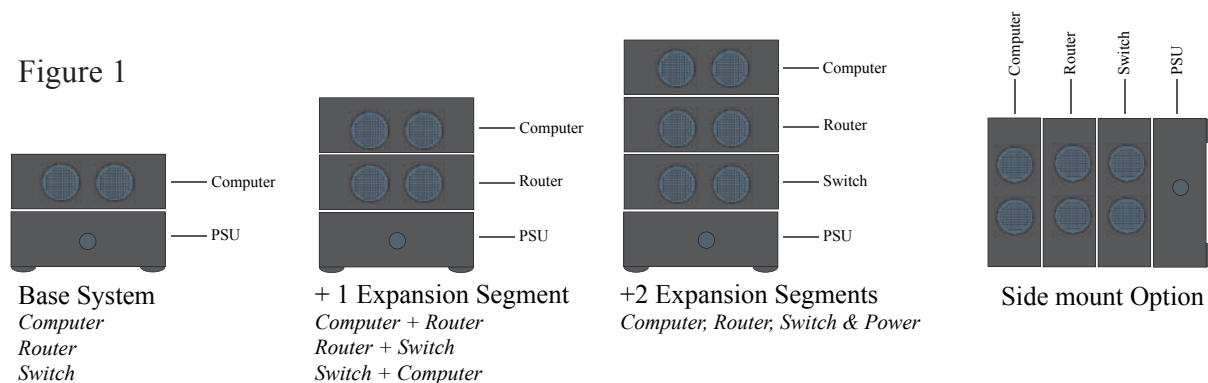 Figure 1
Computer
PSU
Base System
Computer
Router
Switch
Computer
Router
PSU
+ 1 Expansion Segment
Computer + Router
Router + Switch
Switch + Computer
Computer
Router
Switch
PSU
+2 Expansion Segments
Computer, Router, Switch & Power
Computer
Router
Switch
PSU
Side mount Option